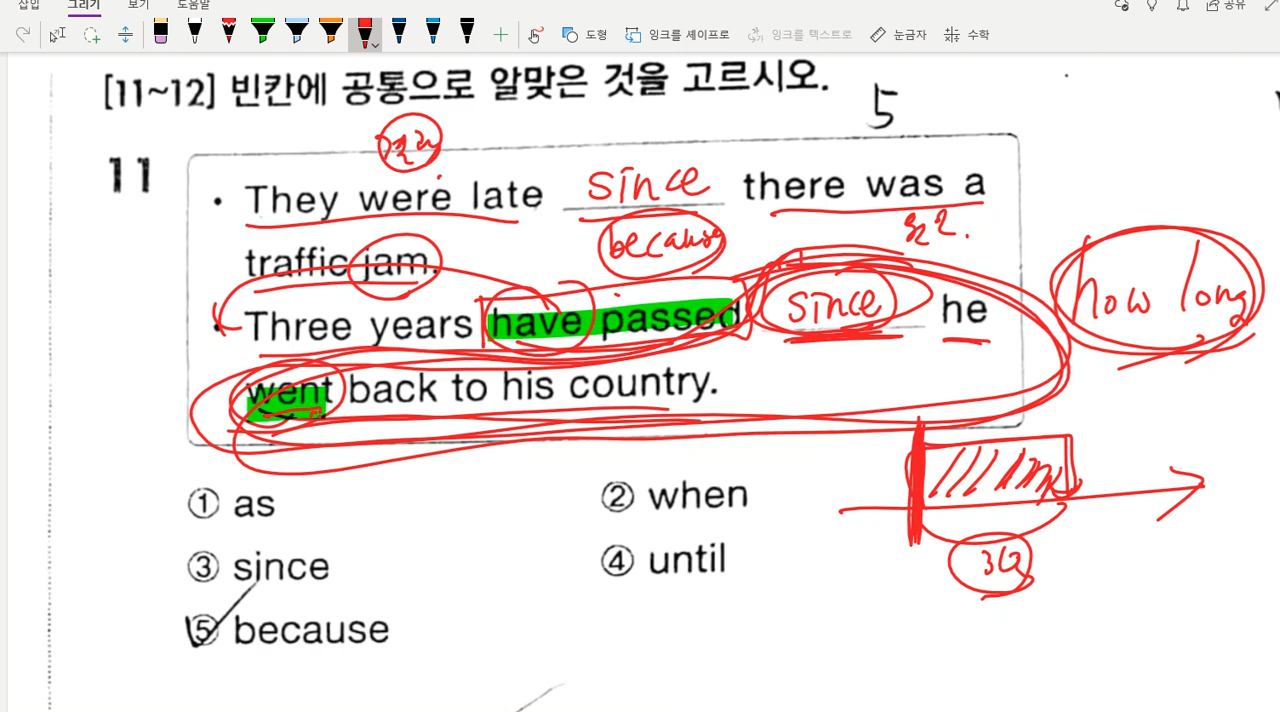 삽입 그리기 보기 도움말
공유
도형 잉크를 셰이프로 잉크를 텍스트로 눈금자 수학
[11~12] 빈칸에 공통으로 알맞은 것을 고르시오.
5
11
결과
• They were late since there was a
because
traffic jam.
how long
• Three years have passed since he
went back to his country.
① as ② when
③ since ④ until
⑤ because